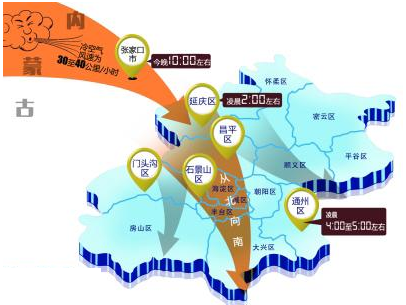 内
蒙
古
冷空气
风速为
30至40公里/小时
张家口
市
今晚10:00左右
延庆区
凌晨2:00左右
怀柔区
密云区
昌平
区
顺义区
平谷区
门头沟
区
石景山
区
海淀区
朝阳区
城区
丰台区
从北向南
通州
区
凌晨
4:00至5:00左右
房山区
大兴区